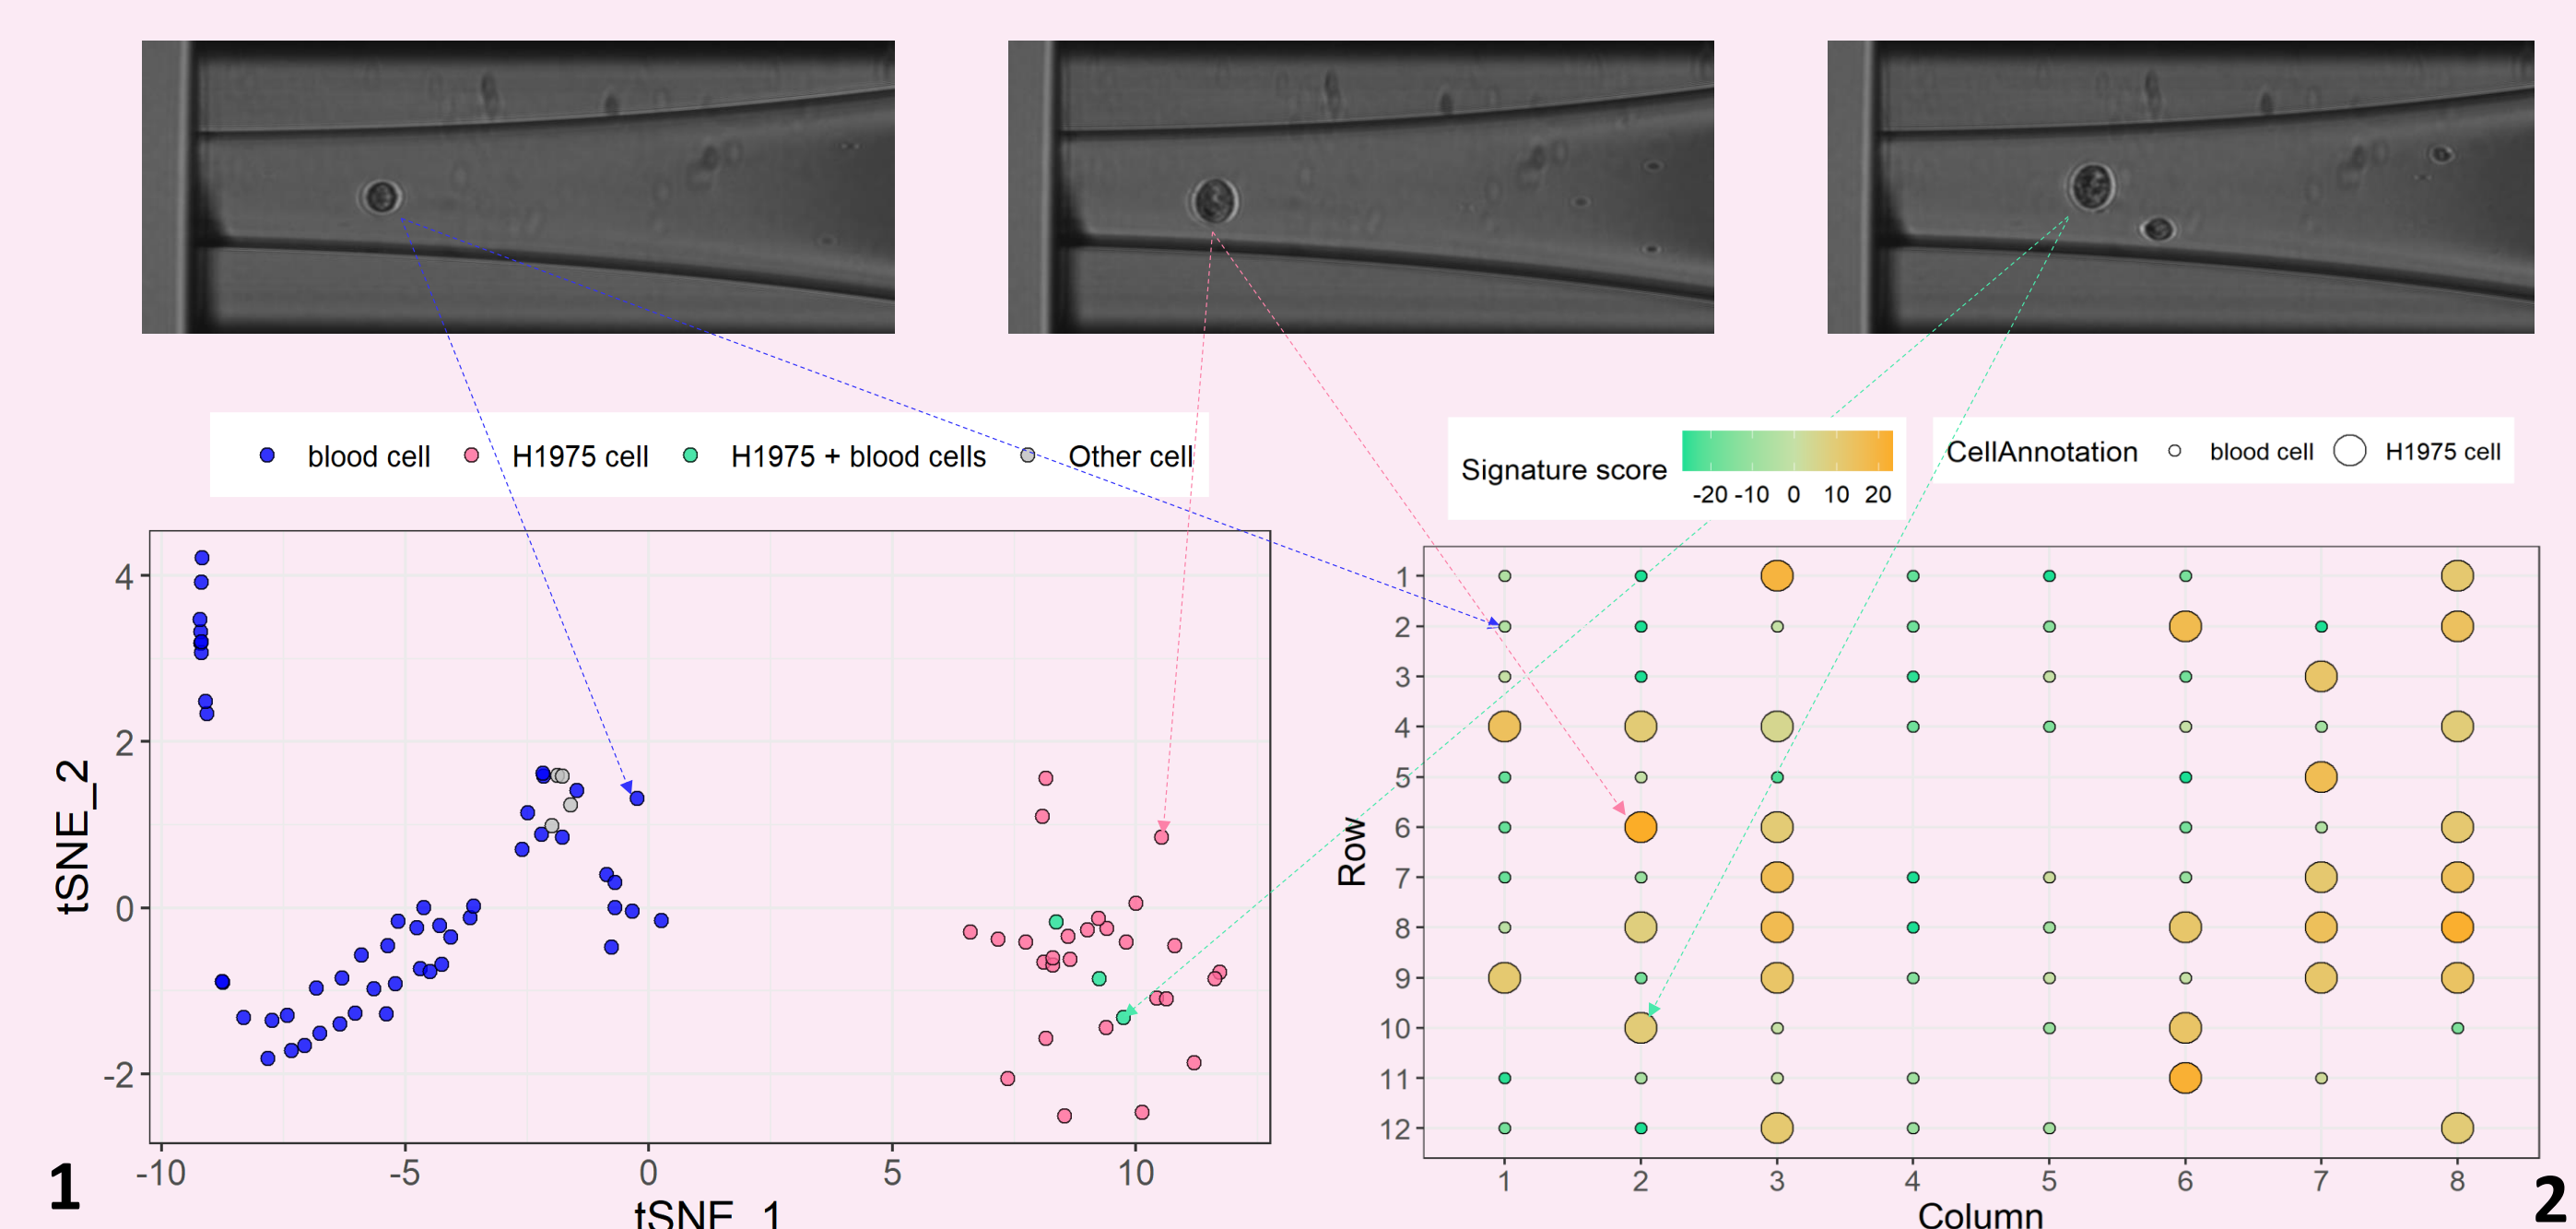 blood cell H1975 cell H1975 + blood cells Other cell
Signature score
-20 -10 0 10 20
CellAnnotation blood cell H1975 cell
4
2
0
-2
tSNE_2
-10 -5 0 5 10
tSNE_1
1
1
2
3
4
5
6
7
8
9
10
11
12
Row
1 2 3 4 5 6 7 8
Column
2